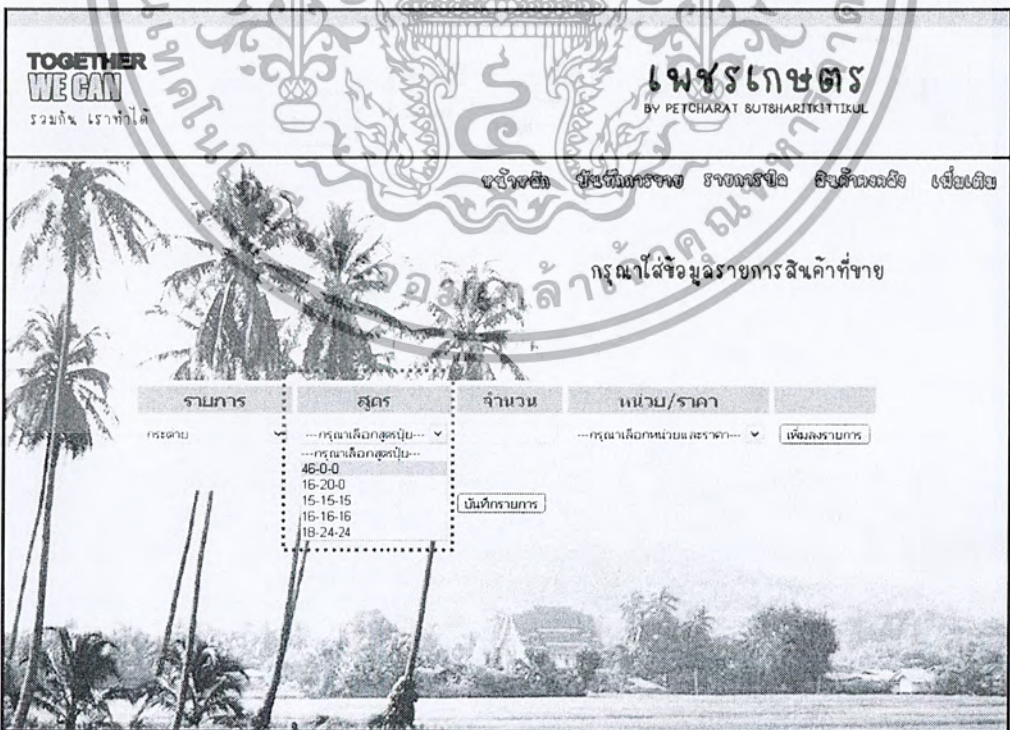 TOGETHER
WE CAN
รวมกัน เราทำได้
เพชรเกษตร
BY PETCHARAT SUTSHARITKITTIKUL
หน้าหลัก บันทึกการขาย รายการบิล สินค้าคงคลัง เพิ่มเติม
กรุณาใส่ข้อมูลรายการสินค้าที่ขาย
รายการ สูตร จำนวน หน่วย/ราคา
กระต่าย ---กรุณาเลือกสูตรปุ๋ย--- ---กรุณาเลือกหน่วยและราคา--- เพิ่มลงรายการ
---กรุณาเลือกสูตรปุ๋ย---
46-0-0
16-20-0
15-15-15
16-16-16
18-24-24
บันทึกรายการ